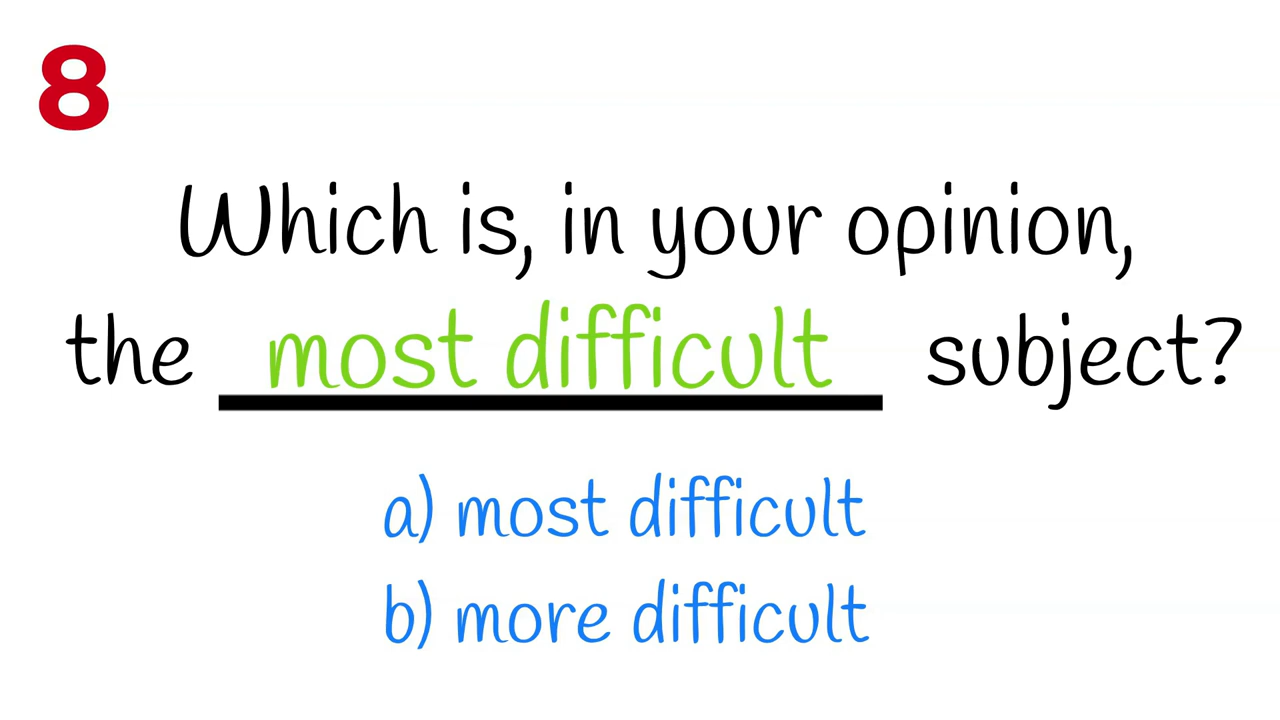 8
Which is, in your opinion,
the most difficult subject?
a) most difficult
b) more difficult